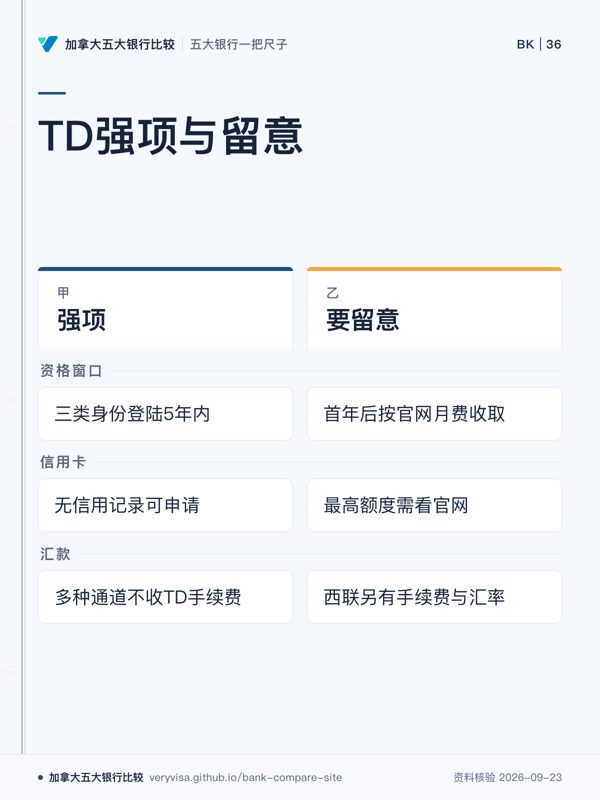 加拿大五大银行比较 | 五大银行一把尺子
BK | 36
TD强项与留意
甲
强项
乙
要留意
资格窗口
三类身份登陆5年内
首年后按官网月费收取
信用卡
无信用记录可申请
最高额度需看官网
汇款
多种通道不收TD手续费
西联另有手续费与汇率
加拿大五大银行比较 veryvisa.github.io/bank-compare-site
资料核验 2026-09-23